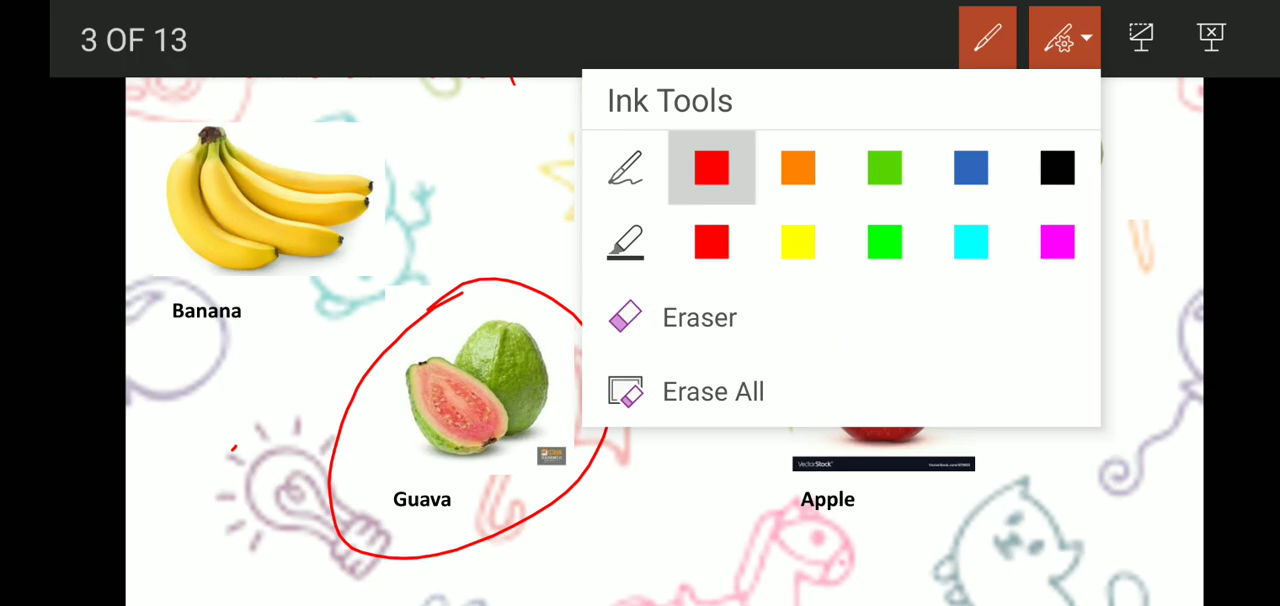 3 OF 13
Ink Tools
Eraser
Erase All
Banana
Guava
VectorStock
Apple